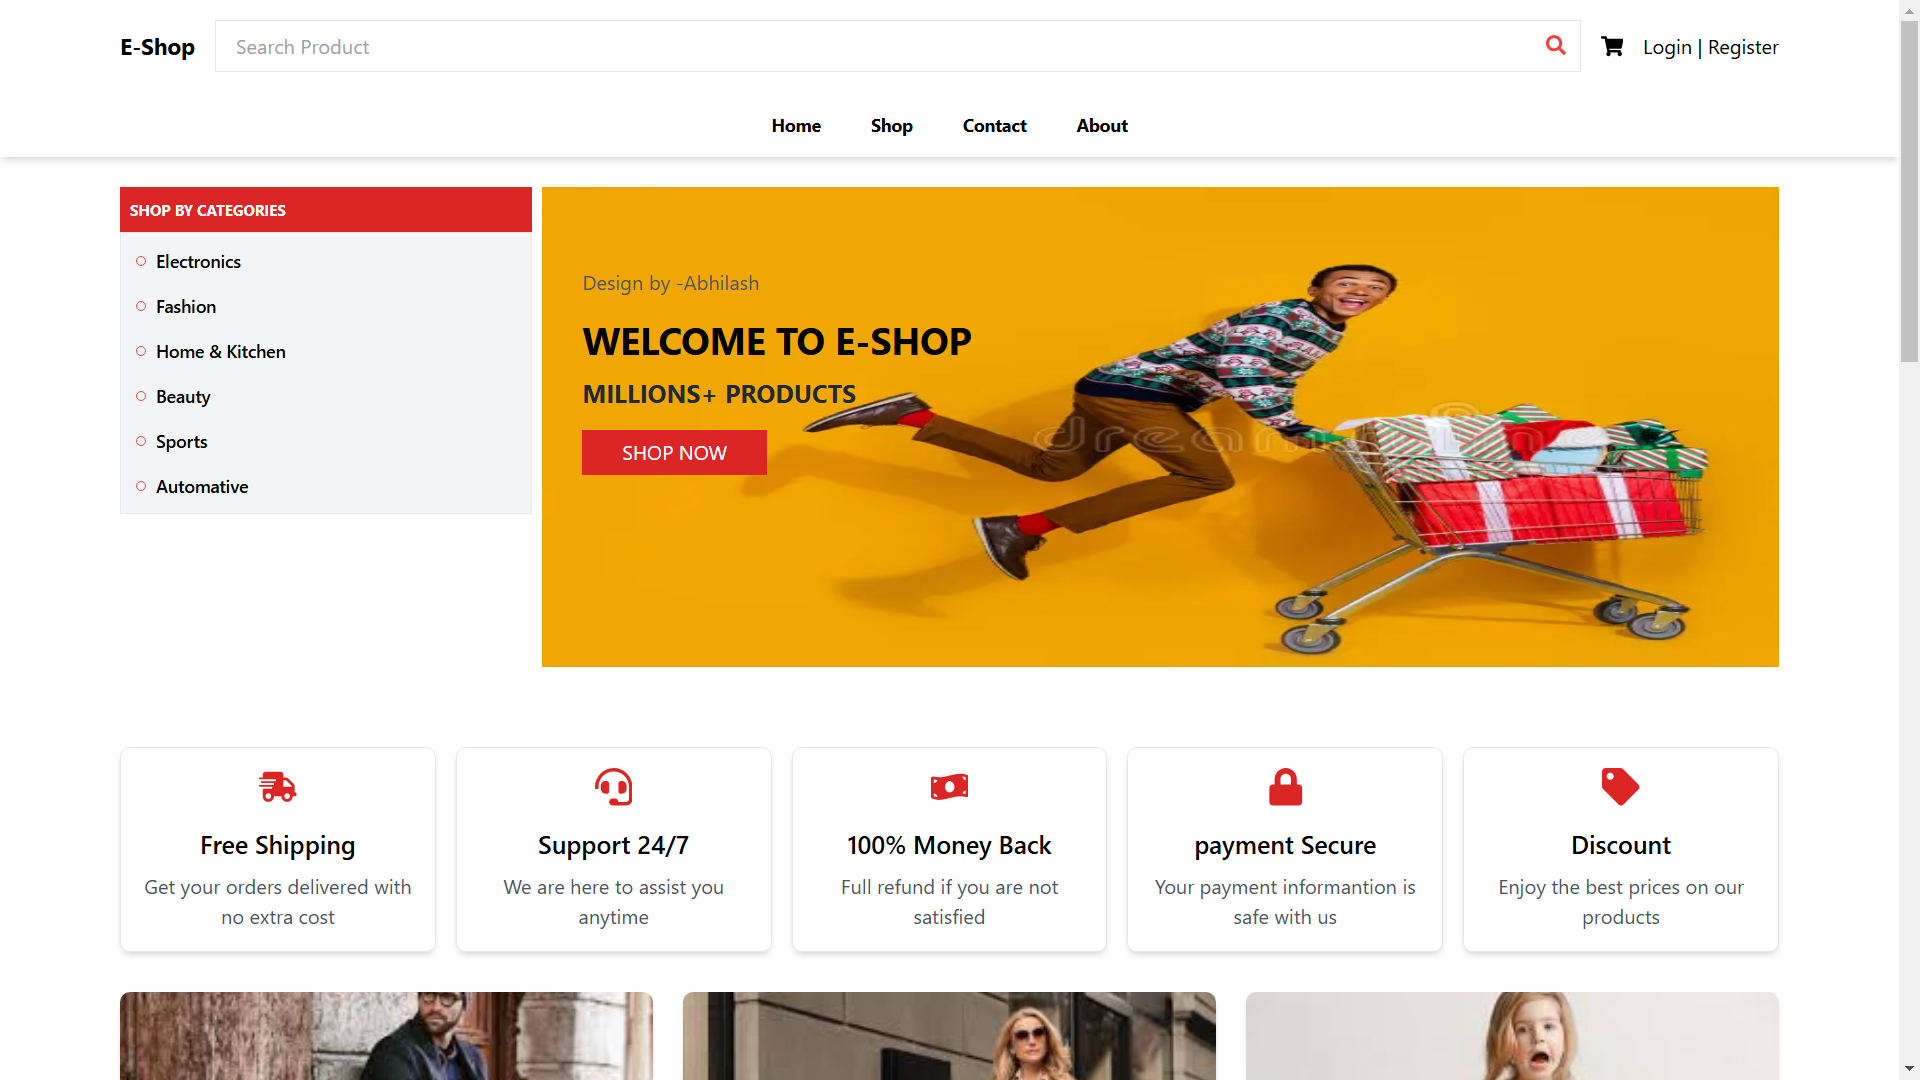 E-Shop
Search Product
Login | Register
Home
Shop
Contact
About
SHOP BY CATEGORIES
Electronics
Fashion
Home & Kitchen
Beauty
Sports
Automative
Design by -Abhilash
WELCOME TO E-SHOP
MILLIONS+ PRODUCTS
SHOP NOW
Free Shipping
Get your orders delivered with
no extra cost
Support 24/7
We are here to assist you
anytime
100% Money Back
Full refund if you are not
satisfied
payment Secure
Your payment informantion is
safe with us
Discount
Enjoy the best prices on our
products